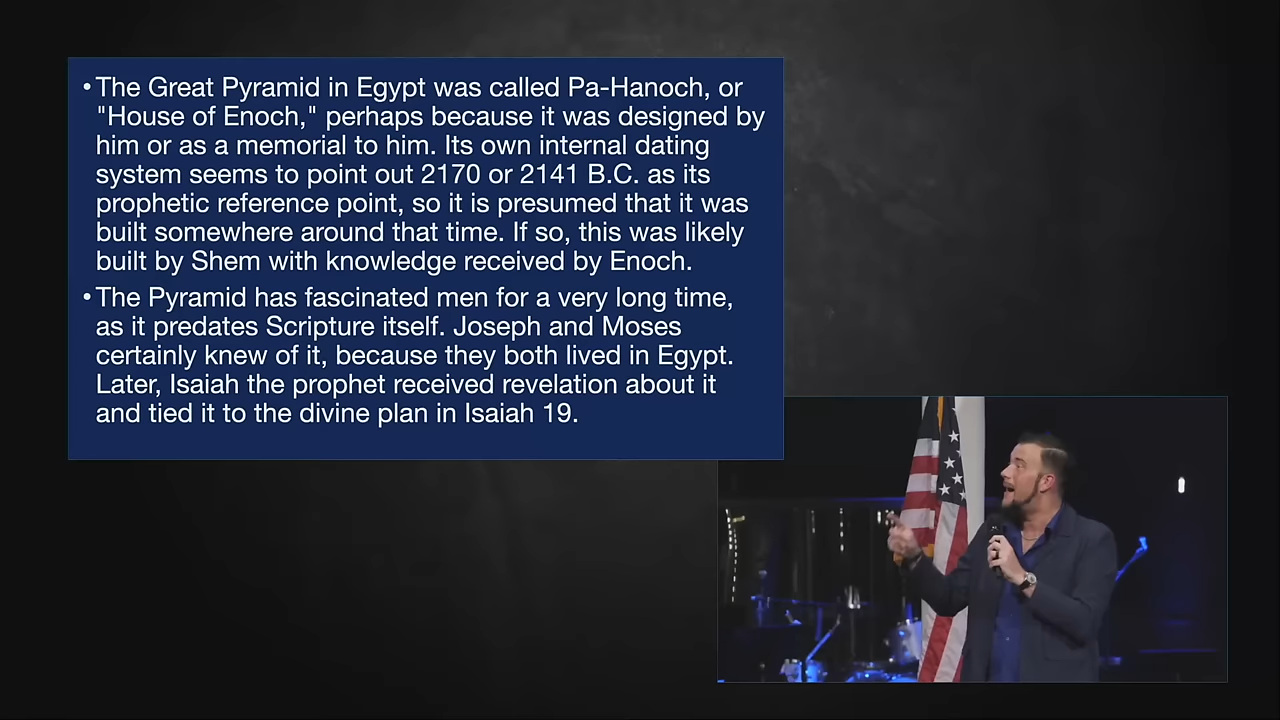 •The Great Pyramid in Egypt was called Pa-Hanoch, or
"House of Enoch," perhaps because it was designed by
him or as a memorial to him. Its own internal dating
system seems to point out 2170 or 2141 B.C. as its
prophetic reference point, so it is presumed that it was
built somewhere around that time. If so, this was likely
built by Shem with knowledge received by Enoch.
•The Pyramid has fascinated men for a very long time,
as it predates Scripture itself. Joseph and Moses
certainly knew of it, because they both lived in Egypt.
Later, Isaiah the prophet received revelation about it
and tied it to the divine plan in Isaiah 19.